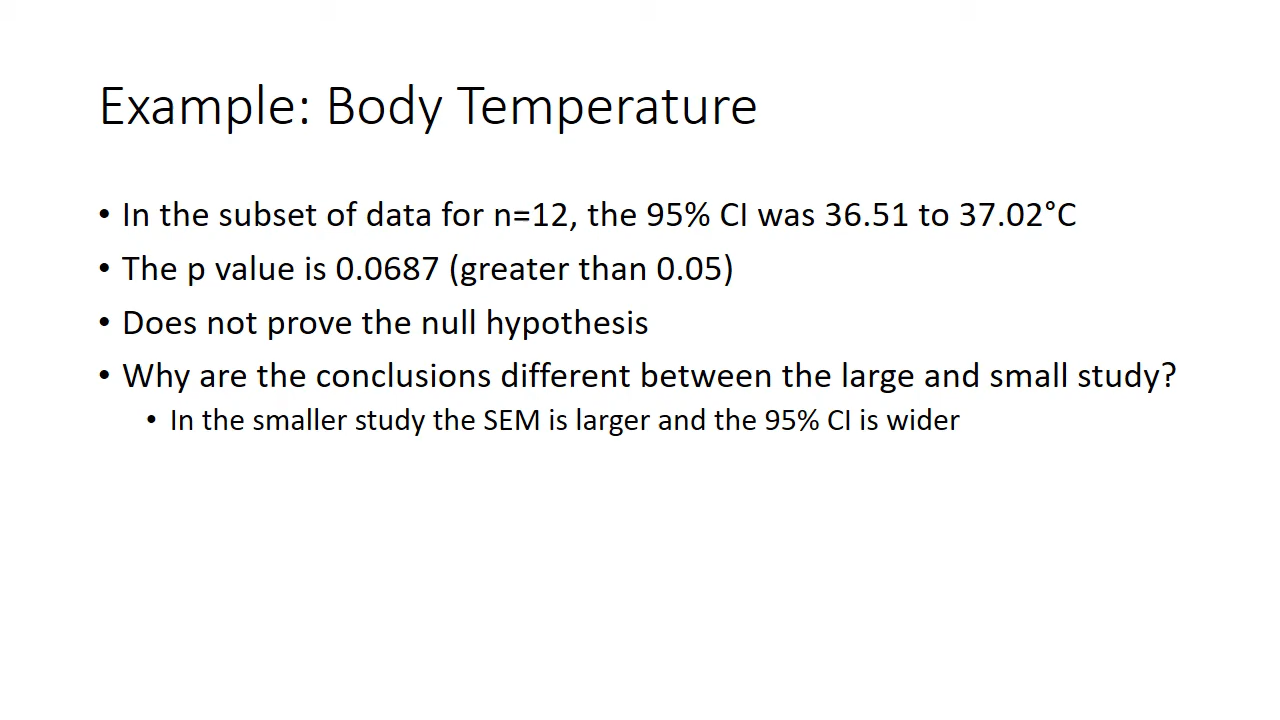 Example: Body Temperature
• In the subset of data for n=12, the 95% CI was 36.51 to 37.02°C
• The p value is 0.0687 (greater than 0.05)
• Does not prove the null hypothesis
• Why are the conclusions different between the large and small study?
• In the smaller study the SEM is larger and the 95% CI is wider